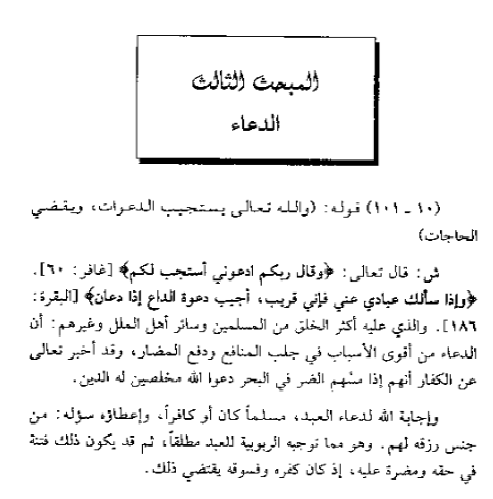 المبحث الثالث
الدعاء
(١٠ - ١٠١) قوله: (والله تعالى يستجيب الدعوات، ويقضي
الحاجات)
ش: قال تعالى: ﴿وقال ربكم ادعوني أستجب لكم﴾ [غافر: ٦٠].
﴿وإذا سألك عبادي عني فإني قريب، أجيب دعوة الداع إذا دعان﴾ [البقرة:
١٨٦]. والذي عليه أكثر الخلق من المسلمين وسائر أهل الملل وغيرهم: أن
الدعاء من أقوى الأسباب في جلب المنافع ودفع المضار، وقد أخبر تعالى
عن الكفار أنهم إذا مسّهم الضر في البحر دعوا الله مخلصين له الدين.
وإجابة الله لدعاء العبد، مسلماً كان أو كافراً، وإعطاؤه سؤله: من
جنس رزقه لهم. وهو مما توجبه الربوبية للعبد مطلقاً، ثم قد يكون ذلك فتنة
في حقه ومضرة عليه، إذ كان كفره وفسوقه يقتضي ذلك.